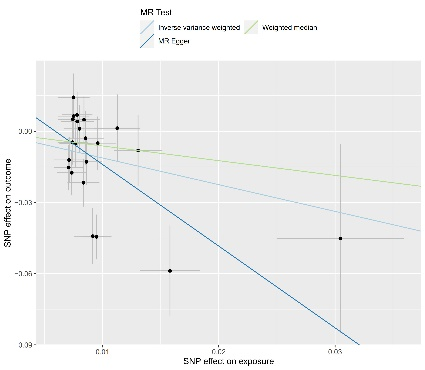 MR Test
Inverse variance weighted
Weighted median
MR Egger
0.00
-0.03
-0.06
0.09
0.01
0.02
0.03
SNP effect on outcome
SNP effect on exposure